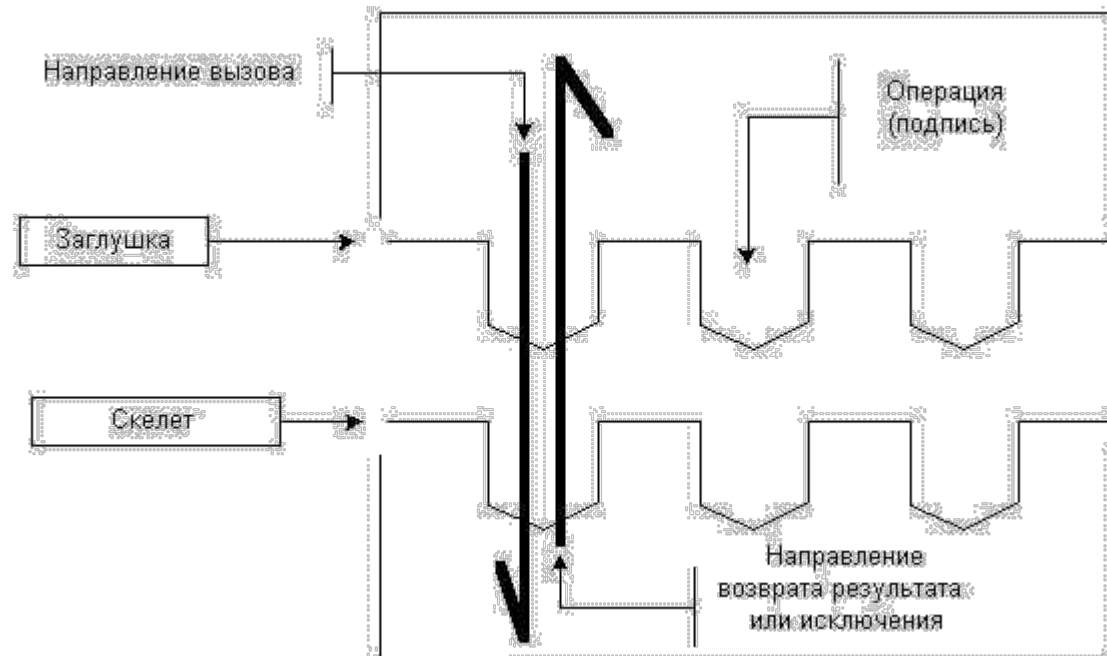 Направление вызова
Операция
(подпись)
Заглушка
Скелет
Направление
возврата результата
или исключения